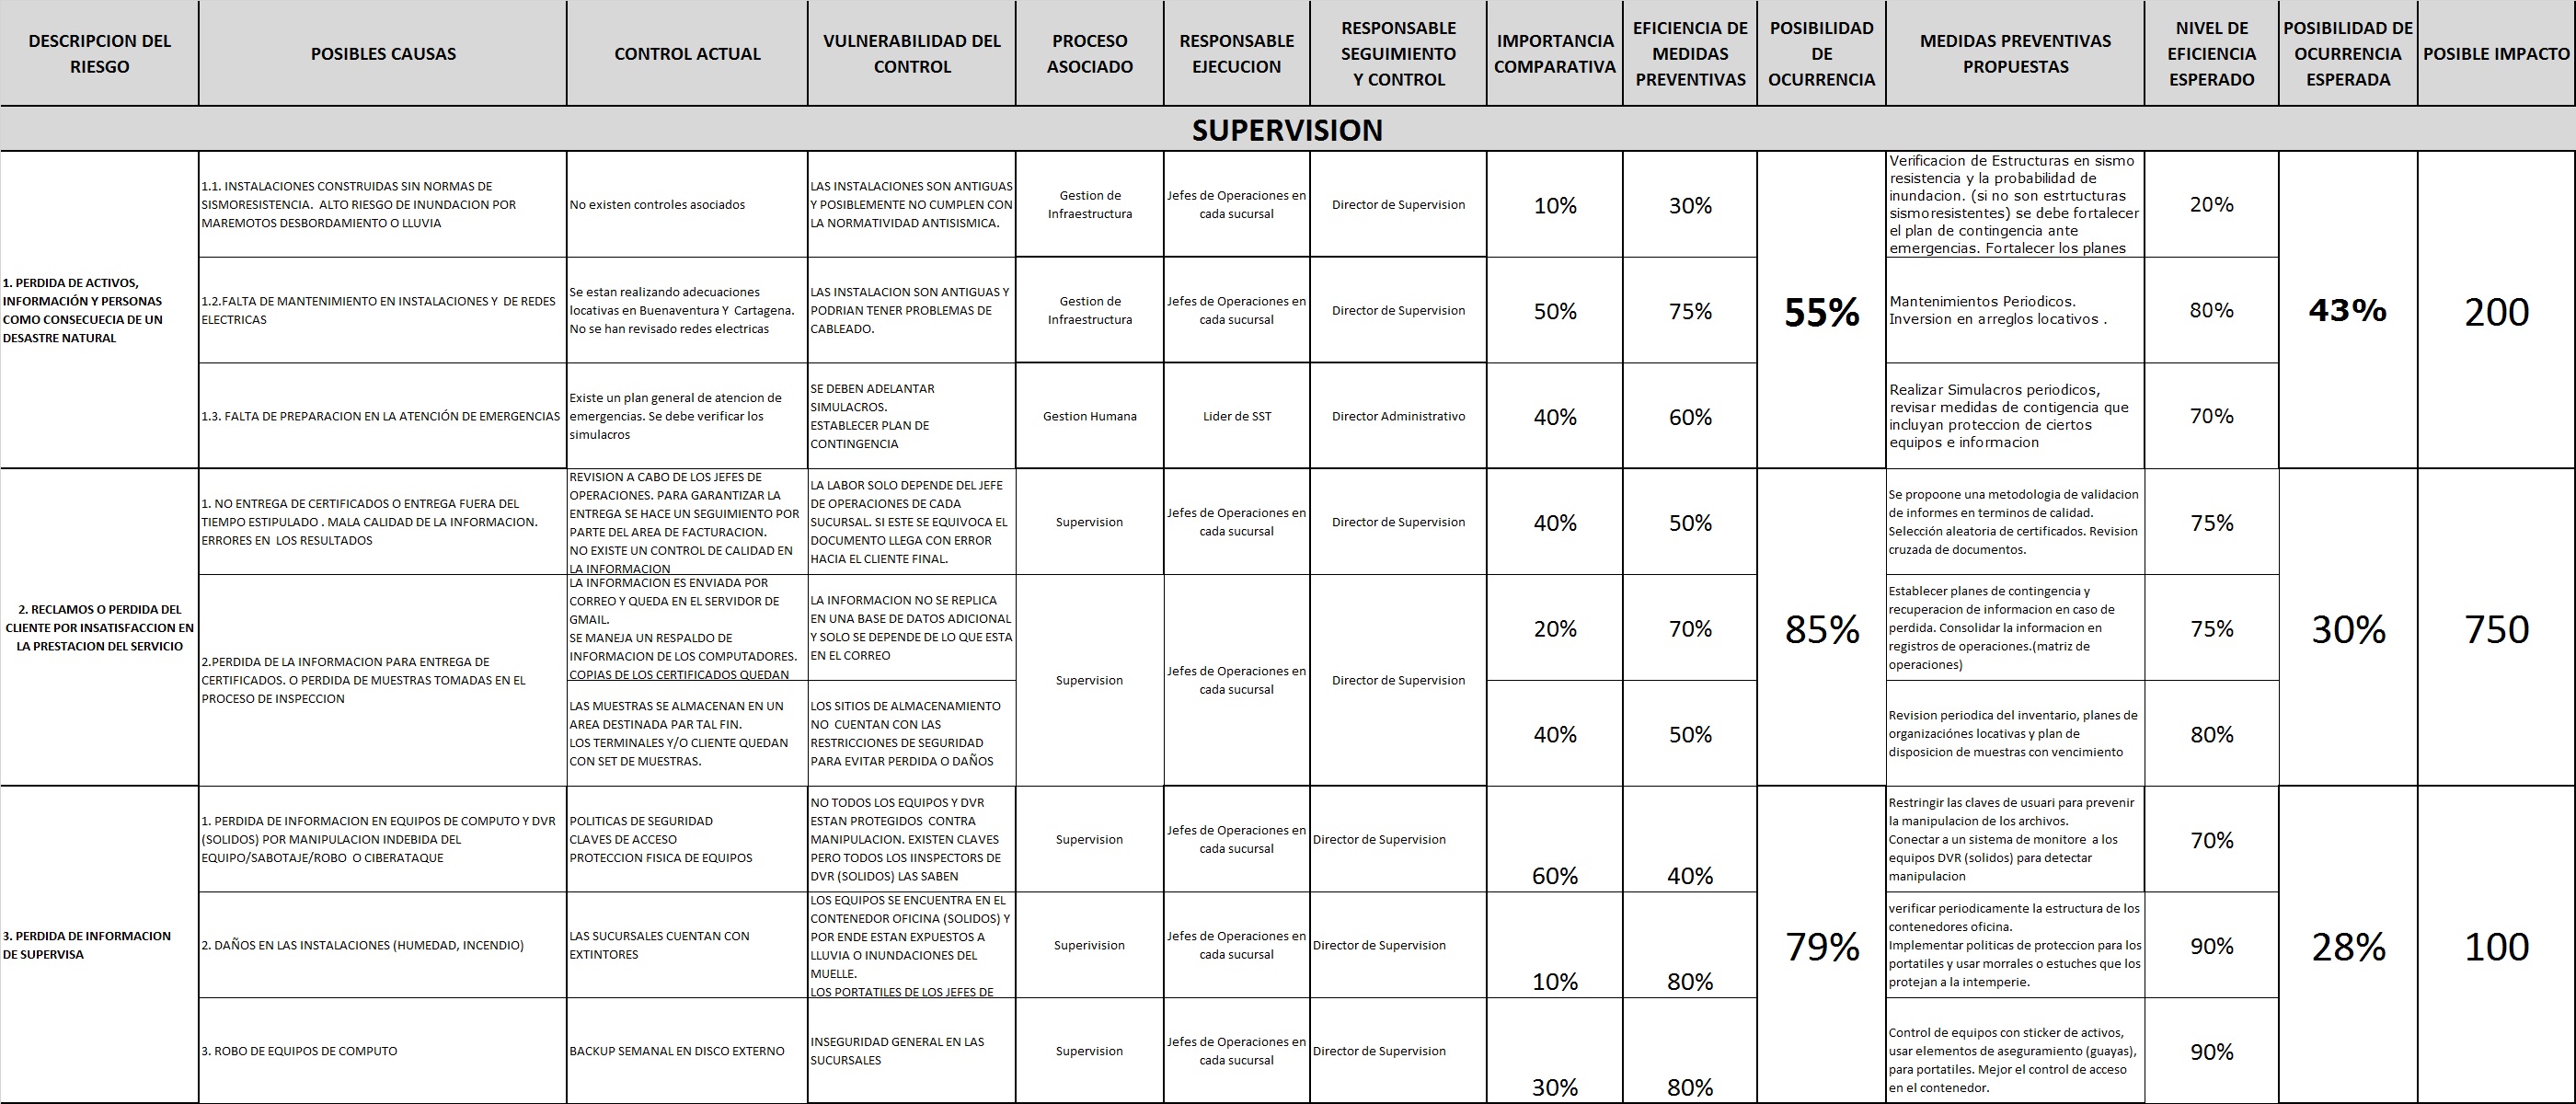 DESCRIPCION DEL
RIESGO
POSIBLES CAUSAS
CONTROL ACTUAL
VULNERABILIDAD DEL
CONTROL
PROCESO
ASOCIADO
RESPONSABLE
EJECUCION
RESPONSABLE
SEGUIMIENTO
Y CONTROL
IMPORTANCIA
COMPARATIVA
EFICIENCIA DE
MEDIDAS
PREVENTIVAS
POSIBILIDAD
DE
OCURRENCIA
MEDIDAS PREVENTIVAS
PROPUESTAS
NIVEL DE
EFICIENCIA
ESPERADO
POSIBILIDAD DE
OCURRENCIA
ESPERADA
POSIBLE IMPACTO
SUPERVISION
1. PERDIDA DE ACTIVOS,
INFORMACIÓN Y PERSONAS
COMO CONSECUECIA DE UN
DESASTRE NATURAL
1.1. INSTALACIONES CONSTRUIDAS SIN NORMAS DE
SISMORESISTENCIA.  ALTO RIESGO DE INUNDACION POR
MAREMOTOS DESBORDAMIENTO O LLUVIA
No existen controles asociados
LAS INSTALACIONES SON ANTIGUAS
Y POSIBLEMENTE NO CUMPLEN CON
LA NORMATIVIDAD ANTISISMICA.
Gestion de
Infraestructura
Jefes de Operaciones en
cada sucursal
Director de Supervision
10%
30%
55%
Verificacion de Estructuras en sismo
resistencia y la probabilidad de
inundacion. (si no son estrtucturas
sismoresistentes) se debe fortalecer
el plan de contingencia ante
emergencias. Fortalecer los planes
20%
43%
200
1.2.FALTA DE MANTENIMIENTO EN INSTALACIONES Y  DE REDES
ELECTRICAS
Se estan realizando adecuaciones
locativas en Buenaventura Y  Cartagena.
No se han revisado redes electricas
LAS INSTALACION SON ANTIGUAS Y
PODRIAN TENER PROBLEMAS DE
CABLEADO.
Gestion de
Infraestructura
Jefes de Operaciones en
cada sucursal
Director de Supervision
50%
75%
Mantenimientos Periodicos.
Inversion en arreglos locativos .
80%
1.3. FALTA DE PREPARACION EN LA ATENCIÓN DE EMERGENCIAS
Existe un plan general de atencion de
emergencias. Se debe verificar los
simulacros
SE DEBEN ADELANTAR
SIMULACROS.
ESTABLECER PLAN DE
CONTINGENCIA
Gestion Humana
Lider de SST
Director Administrativo
40%
60%
Realizar Simulacros periodicos,
revisar medidas de contigencia que
incluyan proteccion de ciertos
equipos e informacion
70%
2. RECLAMOS O PERDIDA DEL
CLIENTE POR INSATISFACCION EN
LA PRESTACION DEL SERVICIO
1. NO ENTREGA DE CERTIFICADOS O ENTREGA FUERA DEL
TIEMPO ESTIPULADO . MALA CALIDAD DE LA INFORMACION.
ERRORES EN  LOS RESULTADOS
REVISION A CABO DE LOS JEFES DE
OPERACIONES. PARA GARANTIZAR LA
ENTREGA SE HACE UN SEGUIMIENTO POR
PARTE DEL AREA DE FACTURACION.
NO EXISTE UN CONTROL DE CALIDAD EN
LA INFORMACION
LA LABOR SOLO DEPENDE DEL JEFE
DE OPERACIONES DE CADA
SUCURSAL. SI ESTE SE EQUIVOCA EL
DOCUMENTO LLEGA CON ERROR
HACIA EL CLIENTE FINAL.
Supervision
Jefes de Operaciones en
cada sucursal
Director de Supervision
40%
50%
85%
Se propoone una metodologia de validacion
de informes en terminos de calidad.
Selección aleatoria de certificados. Revision
cruzada de documentos.
75%
30%
750
2.PERDIDA DE LA INFORMACION PARA ENTREGA DE
CERTIFICADOS. O PERDIDA DE MUESTRAS TOMADAS EN EL
PROCESO DE INSPECCION
LA INFORMACION ES ENVIADA POR
CORREO Y QUEDA EN EL SERVIDOR DE
GMAIL.
SE MANEJA UN RESPALDO DE
INFORMACION DE LOS COMPUTADORES.
COPIAS DE LOS CERTIFICADOS QUEDAN
LA INFORMACION NO SE REPLICA
EN UNA BASE DE DATOS ADICIONAL
Y SOLO SE DEPENDE DE LO QUE ESTA
EN EL CORREO
Supervision
Jefes de Operaciones en
cada sucursal
Director de Supervision
20%
70%
Establecer planes de contingencia y
recuperacion de informacion en caso de
perdida. Consolidar la informacion en
registros de operaciones.(matriz de
operaciones)
75%
LAS MUESTRAS SE ALMACENAN EN UN
AREA DESTINADA PAR TAL FIN.
LOS TERMINALES Y/O CLIENTE QUEDAN
CON SET DE MUESTRAS.
LOS SITIOS DE ALMACENAMIENTO
NO  CUENTAN CON LAS
RESTRICCIONES DE SEGURIDAD
PARA EVITAR PERDIDA O DAÑOS
40%
50%
Revision periodica del inventario, planes de
organizaciónes locativas y plan de
disposicion de muestras con vencimiento
80%
3. PERDIDA DE INFORMACION
DE SUPERVISA
1. PERDIDA DE INFORMACION EN EQUIPOS DE COMPUTO Y DVR
(SOLIDOS) POR MANIPULACION INDEBIDA DEL
EQUIPO/SABOTAJE/ROBO  O CIBERATAQUE
POLITICAS DE SEGURIDAD
CLAVES DE ACCESO
PROTECCION FISICA DE EQUIPOS
NO TODOS LOS EQUIPOS Y DVR
ESTAN PROTEGIDOS  CONTRA
MANIPULACION. EXISTEN CLAVES
PERO TODOS LOS IINSPECTORS DE
DVR (SOLIDOS) LAS SABEN
Supervision
Jefes de Operaciones en
cada sucursal
Director de Supervision
60%
40%
79%
Restringir las claves de usuari para prevenir
la manipulacion de los archivos.
Conectar a un sistema de monitore  a los
equipos DVR (solidos) para detectar
manipulacion
70%
28%
100
2. DAÑOS EN LAS INSTALACIONES (HUMEDAD, INCENDIO)
LAS SUCURSALES CUENTAN CON
EXTINTORES
LOS EQUIPOS SE ENCUENTRA EN EL
CONTENEDOR OFICINA (SOLIDOS) Y
POR ENDE ESTAN EXPUESTOS A
LLUVIA O INUNDACIONES DEL
MUELLE.
LOS PORTATILES DE LOS JEFES DE
Superivision
Jefes de Operaciones en
cada sucursal
Director de Supervision
10%
80%
verificar periodicamente la estructura de los
contenedores oficina.
Implementar politicas de proteccion para los
portatiles y usar morrales o estuches que los
protejan a la intemperie.
90%
3. ROBO DE EQUIPOS DE COMPUTO
BACKUP SEMANAL EN DISCO EXTERNO
INSEGURIDAD GENERAL EN LAS
SUCURSALES
Supervision
Jefes de Operaciones en
cada sucursal
Director de Supervision
30%
80%
Control de equipos con sticker de activos,
usar elementos de aseguramiento (guayas),
para portatiles. Mejor el control de acceso
en el contenedor.
90%